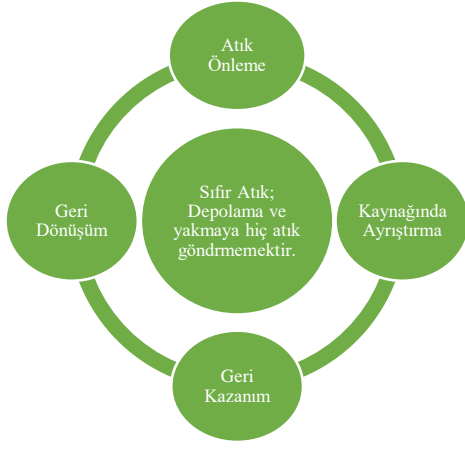 Atık
Önleme
Sıfır Atık;
Depolama ve
yakmaya hiç atık
göndrmemektir.
Geri
Dönüşüm
Kaynağında
Ayrıştırma
Geri
Kazanım